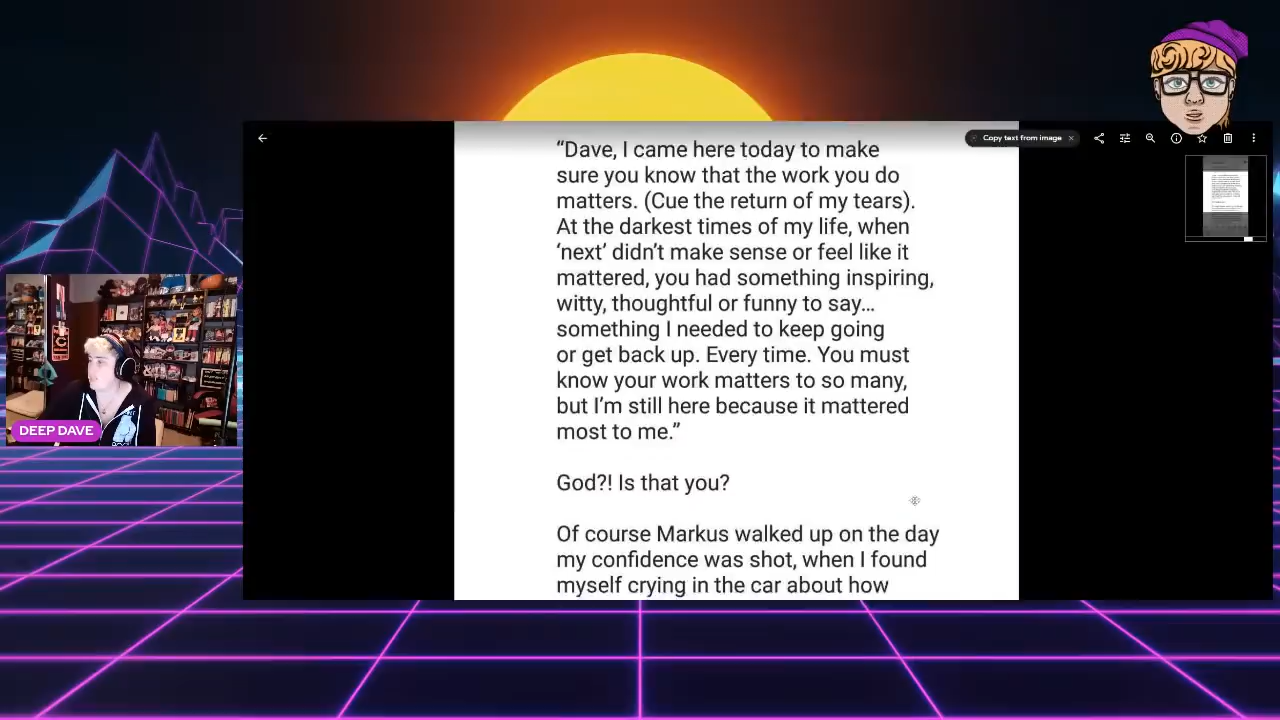 Copy text from image
“Dave, I came here today to make
sure you know that the work you do
matters. (Cue the return of my tears).
At the darkest times of my life, when
‘next’ didn’t make sense or feel like it
mattered, you had something inspiring,
witty, thoughtful or funny to say…
something I needed to keep going
or get back up. Every time. You must
know your work matters to so many,
but I’m still here because it mattered
most to me.”
God?! Is that you?
Of course Markus walked up on the day
my confidence was shot, when I found
myself crying in the car about how
DEEP DAVE